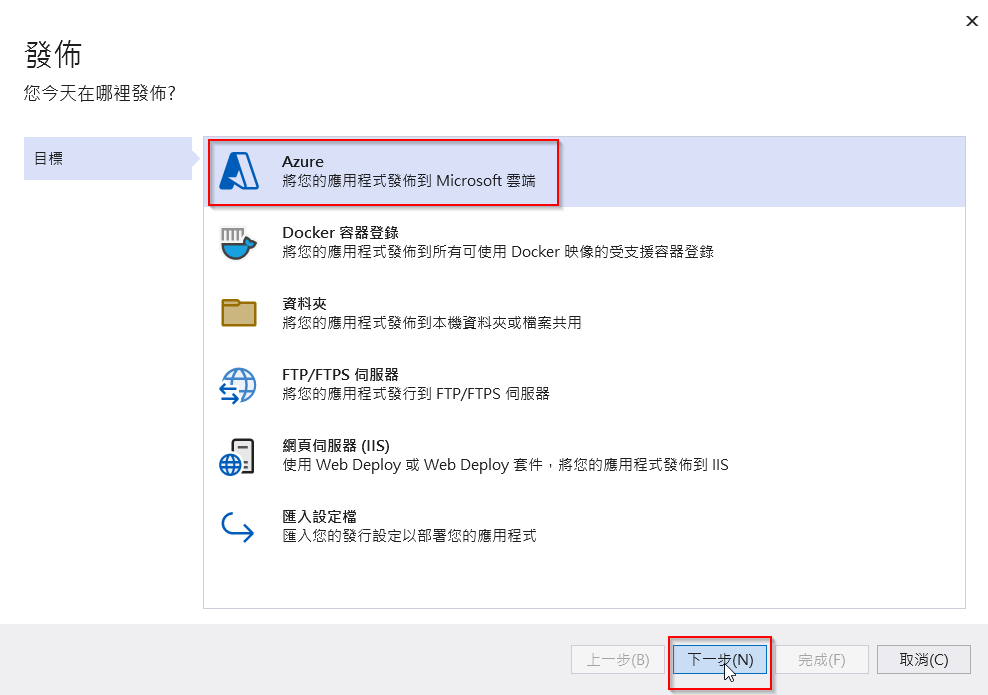 發佈
您今天在哪裡發佈?
目標
Azure
將您的應用程式發佈到 Microsoft 雲端
Docker 容器登錄
將您的應用程式發佈到所有可使用 Docker 映像的受支援容器登錄
資料夾
將您的應用程式發佈到本機資料夾或檔案共用
FTP/FTPS 伺服器
將您的應用程式發行到 FTP/FTPS 伺服器
網頁伺服器 (IIS)
使用 Web Deploy 或 Web Deploy 套件，將您的應用程式發佈到 IIS
匯入設定檔
匯入您的發行設定以部署您的應用程式
上一步(B)
下一步(N)
完成(F)
取消(C)